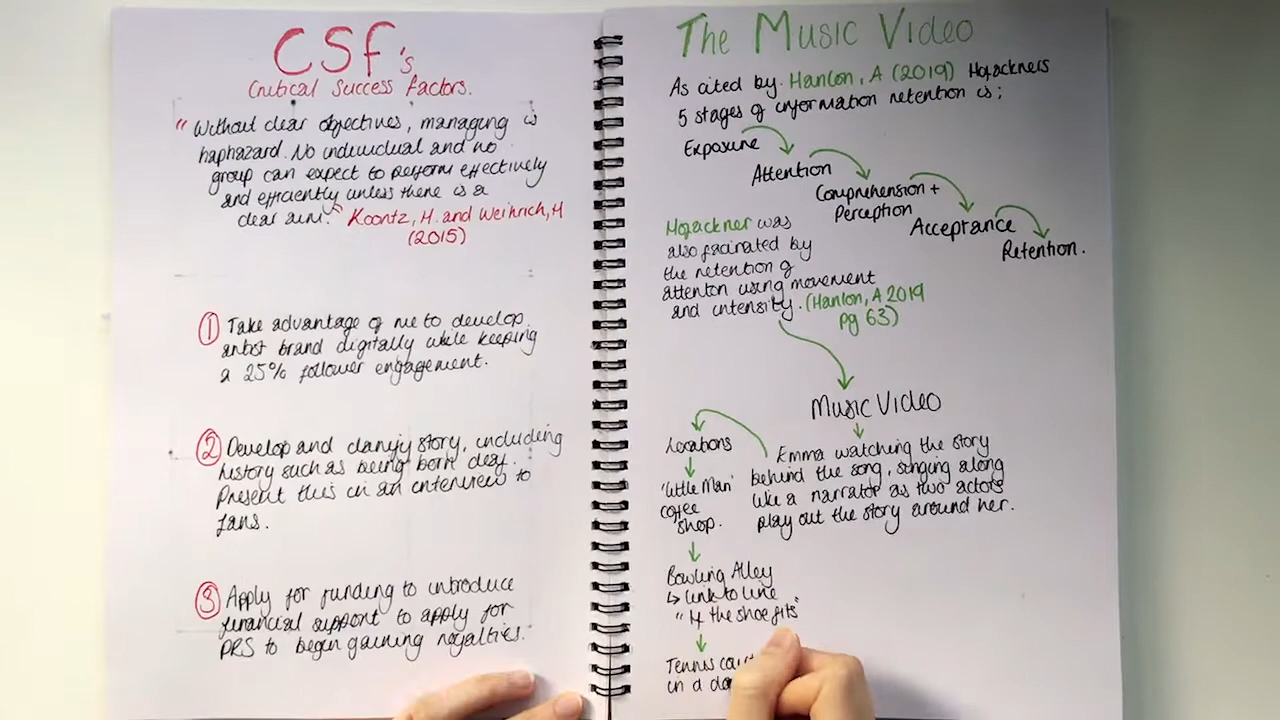 CSF's
Critical Success Factors.
"Without clear objectives, managing is
haphazard. No individual and no
group can expect to perform effectively
and efficiently unless there is a
clear aim." Koontz, H. and Weihrich, H
(2015)
① Take advantage of me to develop
artist brand digitally while keeping
a 25% follower engagement.
② Develop and clarify story, including
history such as being born deaf.
Present this in an interview to
fans.
③ Apply for funding to introduce
financial support to apply for
PRS to begin gaining royalties.
The Music Video
As cited by Hanlon, A (2019) Hofackners
5 stages of information retention is;
Exposure
Attention
Comprehension +
Perception
Acceptance
Retention.
Hofackner was
also facinated by
the retention of
attenton using movement
and intensity. (Hanlon, A 2019
pg 63)
Music Video
Locations
'Little Man'
coffee
shop.
Emma watching the story
behind the song, singing along
like a narrator as two actors
play out the story around her.
Bowling Alley
↳ link to line
"If the shoe fits"
Tennis
in a